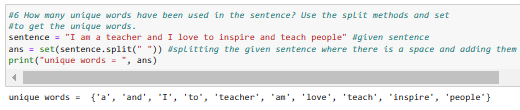 #6 How many unique words have been used in the sentence? Use the split methods and set
#to get the unique words.
sentence = "I am a teacher and I love to inspire and teach people" #given sentence
ans = set(sentence.split(" ")) #splitting the given sentence where there is a space and adding them
print("unique words = ", ans)
unique words =  {'a', 'and', 'I', 'to', 'teacher', 'am', 'love', 'teach', 'inspire', 'people'}